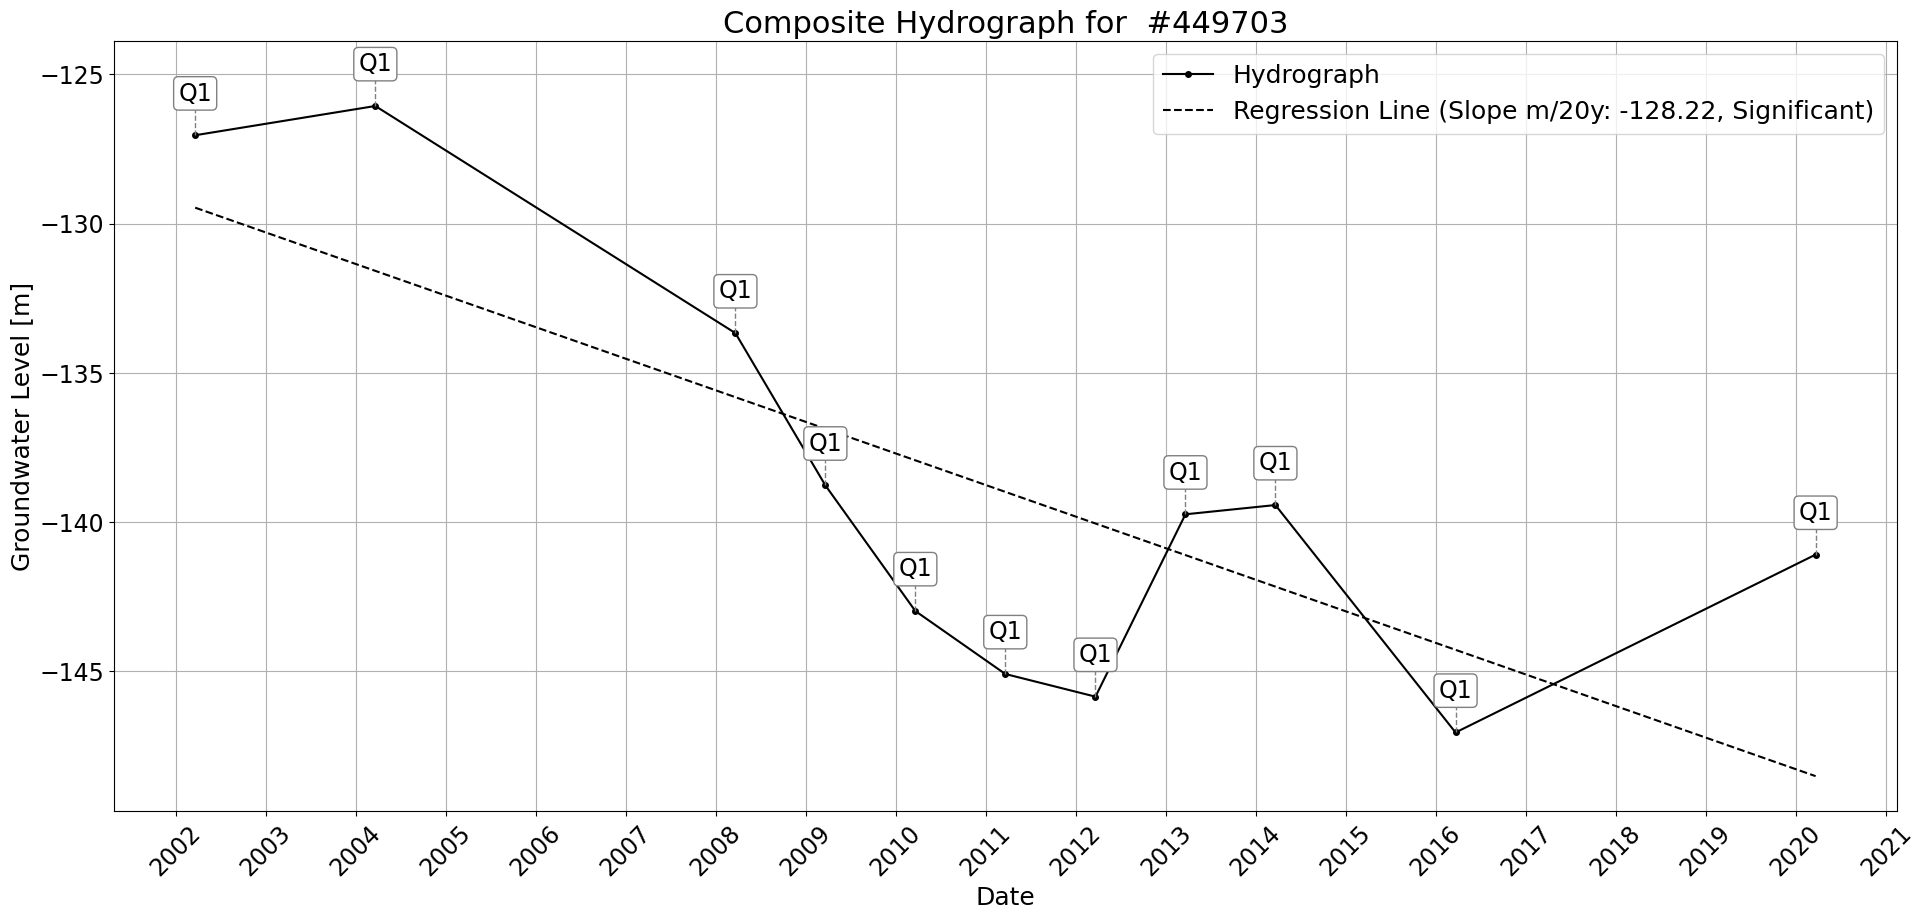 Composite Hydrograph for  #449703
Hydrograph
Regression Line (Slope m/20y: -128.22, Significant)
Groundwater Level [m]
−125
−130
−135
−140
−145
Q1
Q1
Q1
Q1
Q1
Q1
Q1
Q1
Q1
Q1
Q1
2002
2003
2004
2005
2006
2007
2008
2009
2010
2011
2012
2013
2014
2015
2016
2017
2018
2019
2020
2021
Date